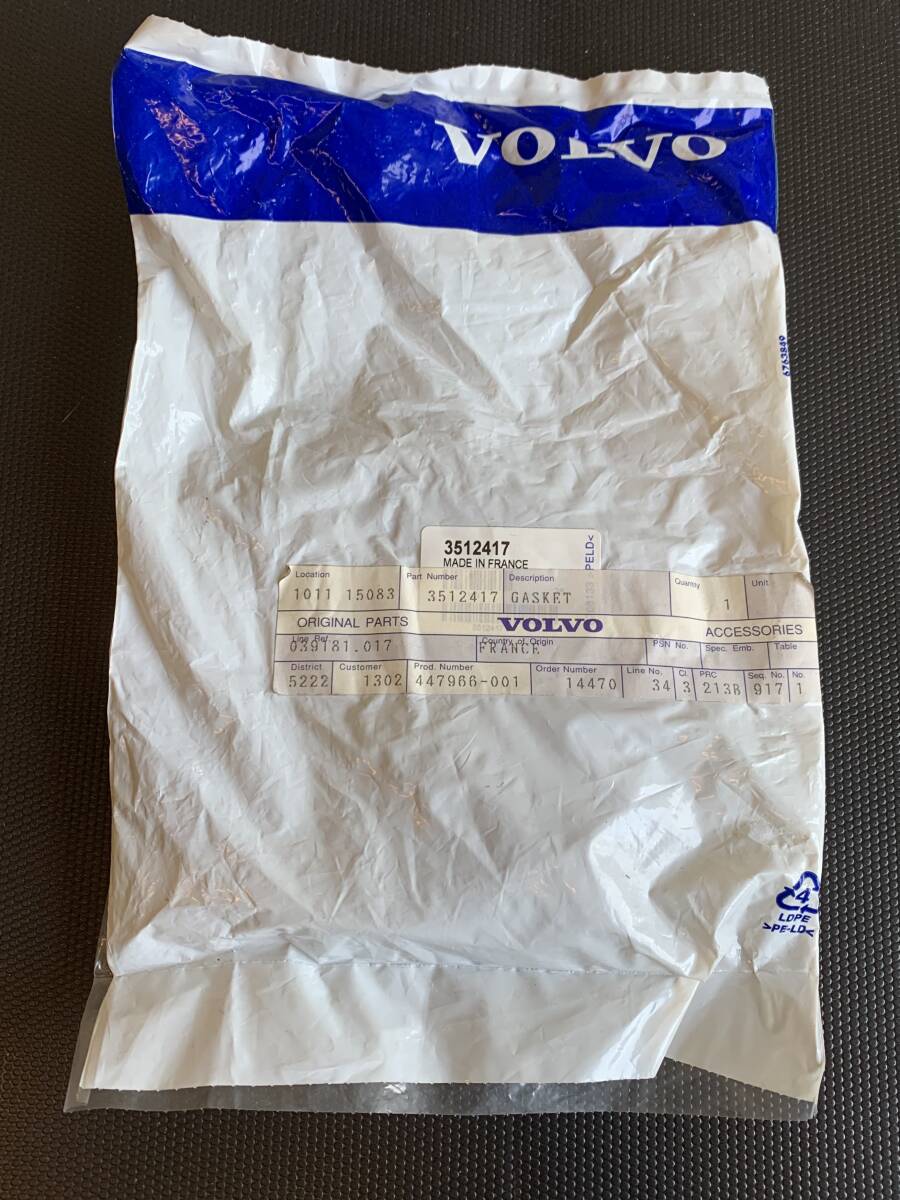 VOLVO
6763849
3512417
MADE IN FRANCE
PELD<
Location Part Number Description Quantity Unit
1011 15083 3512417 GASKET 1
ORIGINAL PARTS VOLVO ACCESSORIES
Line Ref. Country of Origin PSN No. Spec. Emb. Table
039181.017 FRANCE
District Customer Prod. Number Order Number Line No. Cl. PRC Seq. No. No.
5222 1302 447966-001 14470 34 3 213B 917 1
4
LDPE
>PE-LD<